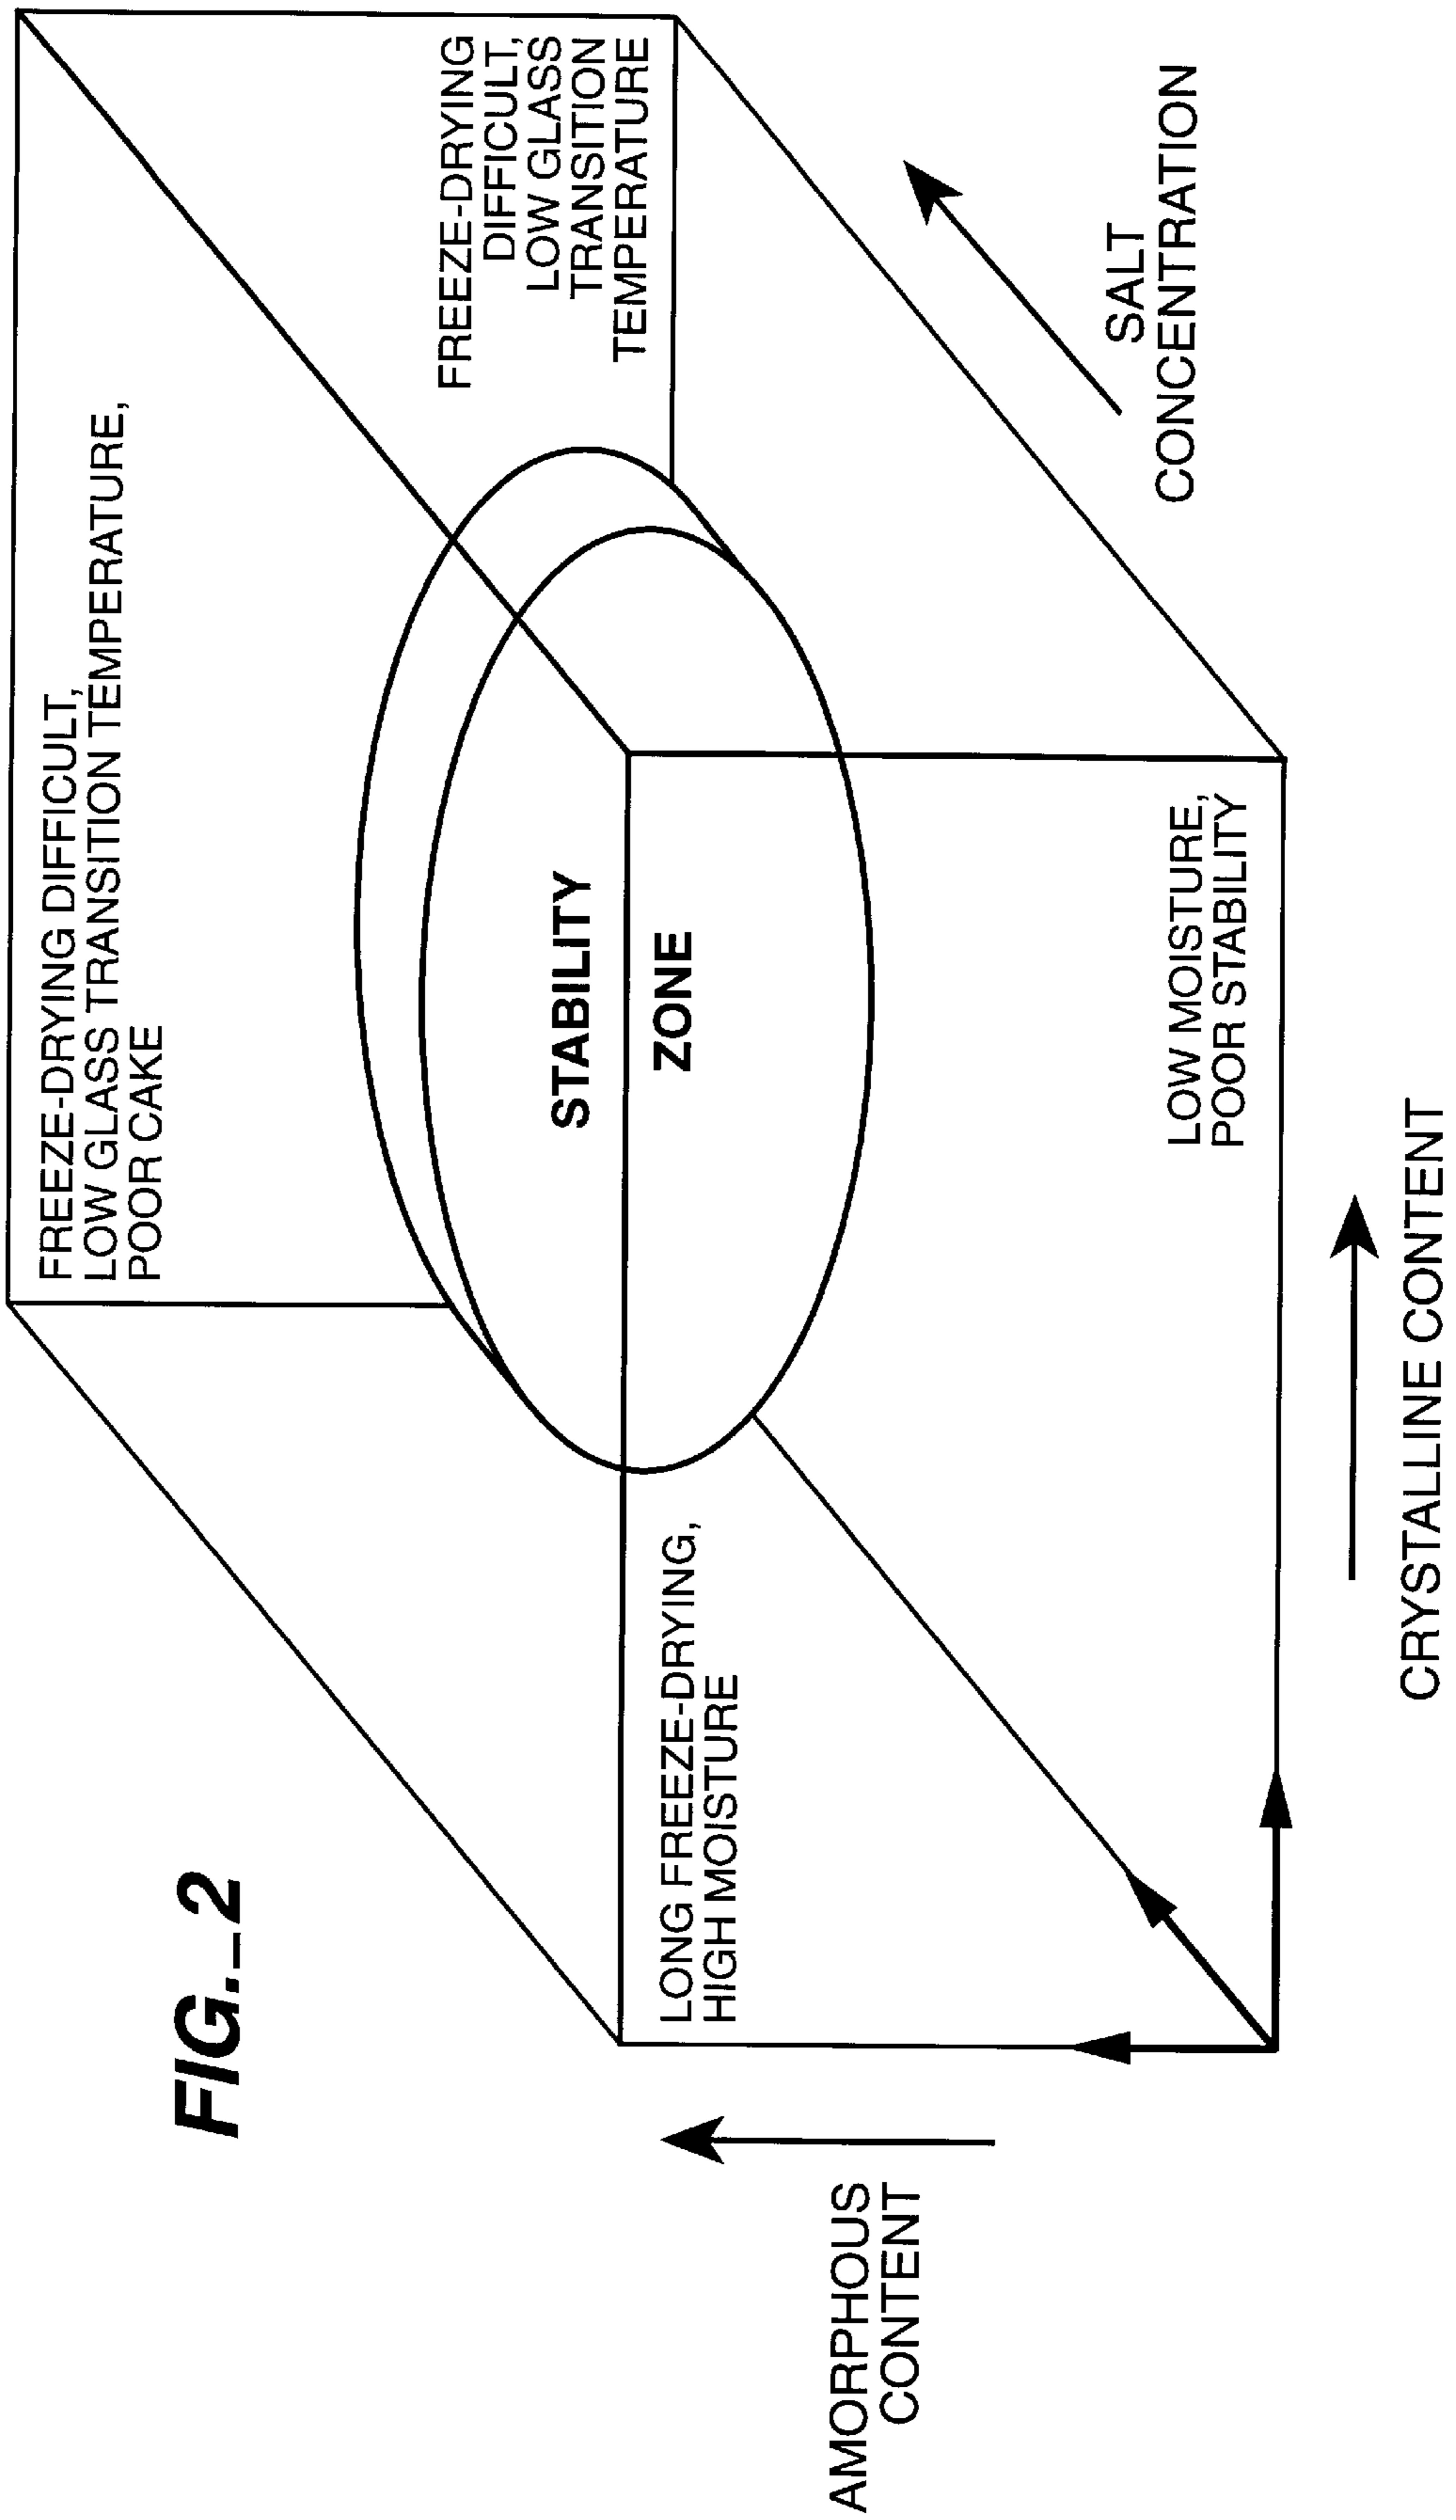 FIG._2
FREEZE-DRYING DIFFICULT,
LOW GLASS TRANSITION TEMPERATURE,
POOR CAKE
FREEZE-DRYING
DIFFICULT,
LOW GLASS
TRANSITION
TEMPERATURE
STABILITY
ZONE
LONG FREEZE-DRYING,
HIGH MOISTURE
AMORPHOUS
CONTENT
SALT
CONCENTRATION
LOW MOISTURE,
POOR STABILITY
CRYSTALLINE CONTENT